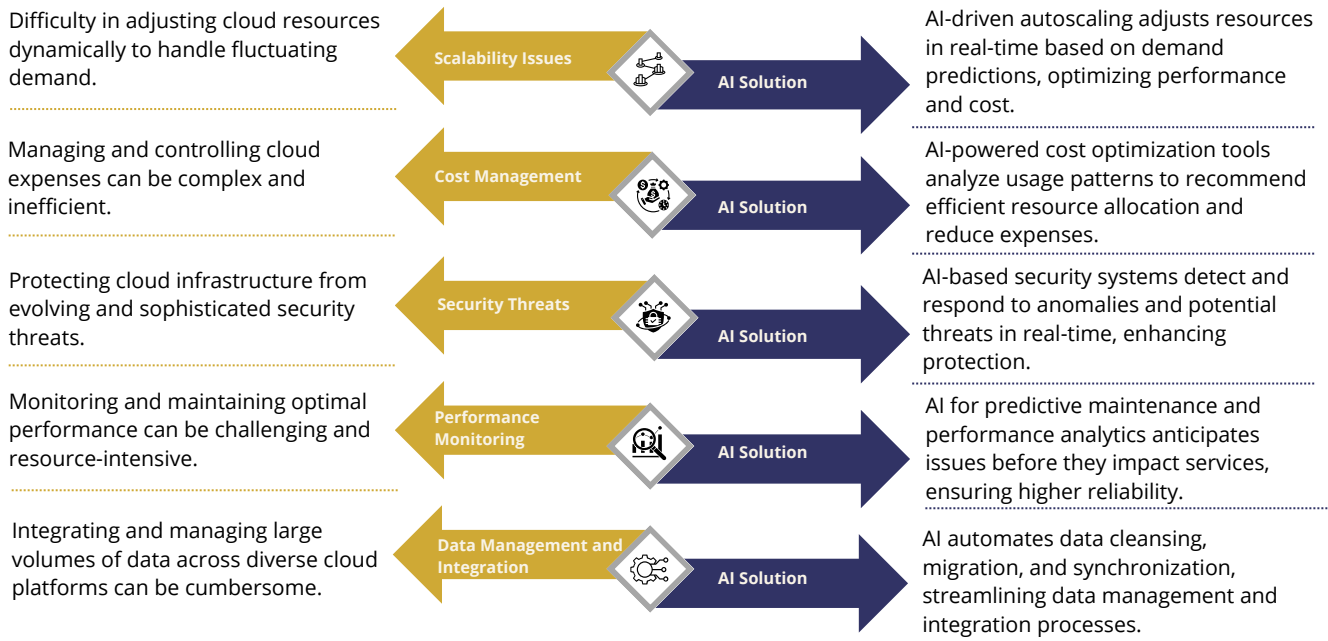 Difficulty in adjusting cloud resources
dynamically to handle fluctuating
demand.
Scalability Issues
AI Solution
AI-driven autoscaling adjusts resources
in real-time based on demand
predictions, optimizing performance
and cost.
Managing and controlling cloud
expenses can be complex and
inefficient.
Cost Management
AI Solution
AI-powered cost optimization tools
analyze usage patterns to recommend
efficient resource allocation and
reduce expenses.
Protecting cloud infrastructure from
evolving and sophisticated security
threats.
Security Threats
AI Solution
AI-based security systems detect and
respond to anomalies and potential
threats in real-time, enhancing
protection.
Monitoring and maintaining optimal
performance can be challenging and
resource-intensive.
Performance
Monitoring
AI Solution
AI for predictive maintenance and
performance analytics anticipates
issues before they impact services,
ensuring higher reliability.
Integrating and managing large
volumes of data across diverse cloud
platforms can be cumbersome.
Data Management and
Integration
AI Solution
AI automates data cleansing,
migration, and synchronization,
streamlining data management and
integration processes.